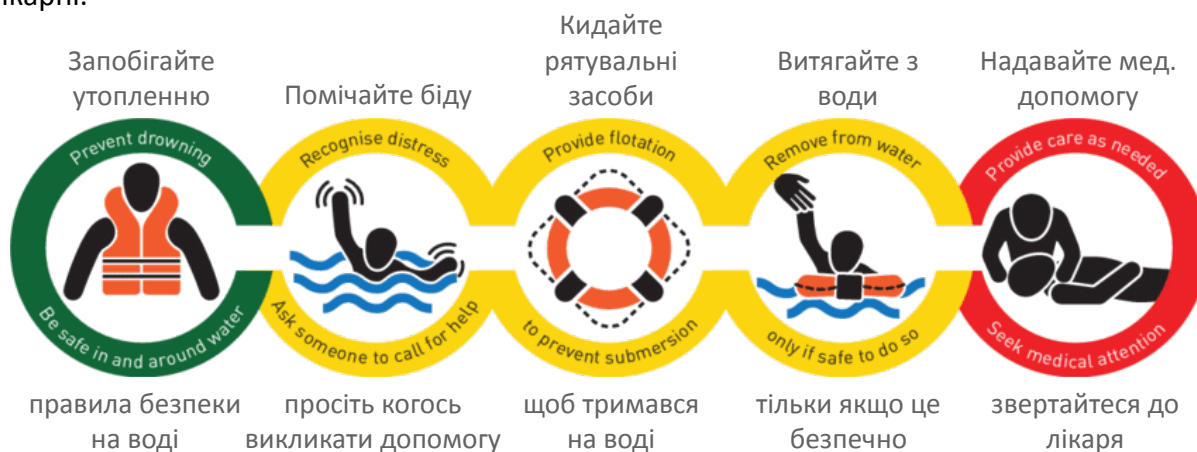 Запобігайте
утопленню
Помічайте біду
Кидайте
рятувальні
засоби
Витягайте з
води
Надавайте мед.
допомогу
Prevent drowning
Be safe in and around water
Recognise distress
Ask someone to call for help
Provide flotation
to prevent submersion
Remove from water
only if safe to do so
Provide care as needed
Seek medical attention
правила безпеки
на воді
просіть когось
викликати допомогу
щоб тримався
на воді
тільки якщо це
безпечно
звертайтеся до
лікаря